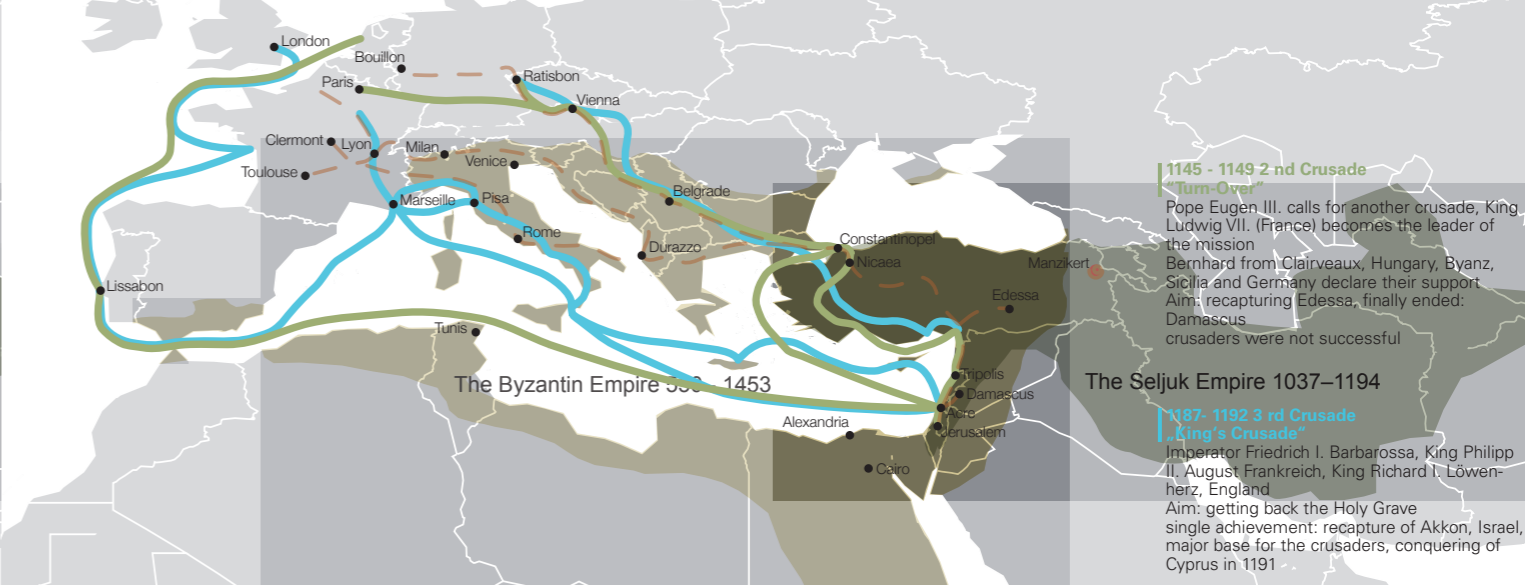 London
Bouillon
Paris
Ratisbon
Vienna
Clermont
Lyon
Milan
Venice
Toulouse
Marseille
Pisa
Belgrade
Rome
Durazzo
Constantinopel
Nicaea
Manzikert
Edessa
Lissabon
Tunis
Tripolis
Damascus
Acre
Jerusalem
Alexandria
Cairo
The Byzantin Empire 1453
The Seljuk Empire 1037–1194
1145 - 1149 2 nd Crusade
"Turn-Over"
Pope Eugen III. calls for another crusade, King
Ludwig VII. (France) becomes the leader of
the mission
Bernhard from Clairveaux, Hungary, Byanz,
Sicilia and Germany declare their support
Aim: recapturing Edessa, finally ended:
Damascus
crusaders were not successful
1187- 1192 3 rd Crusade
„King's Crusade"
Imperator Friedrich I. Barbarossa, King Philipp
II. August Frankreich, King Richard I. Löwen-
herz, England
Aim: getting back the Holy Grave
single achievement: recapture of Akkon, Israel,
major base for the crusaders, conquering of
Cyprus in 1191